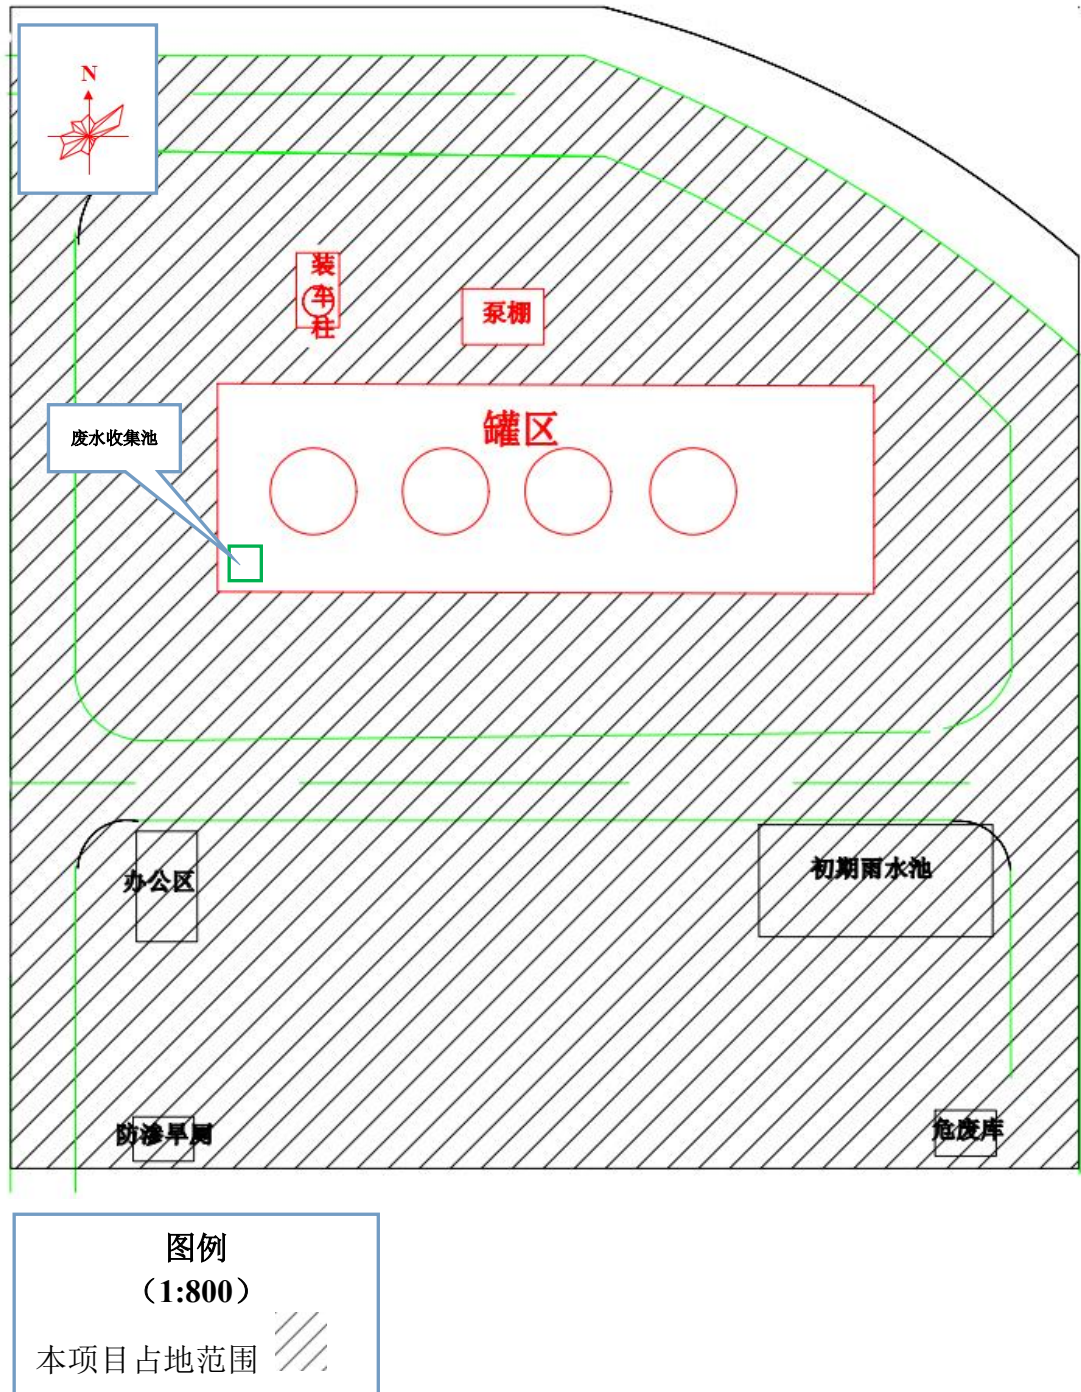 N
装
车
柱
泵棚
罐区
废水收集池
办公区
初期雨水池
防渗旱厕
危废库
图例
（1:800）
本项目占地范围